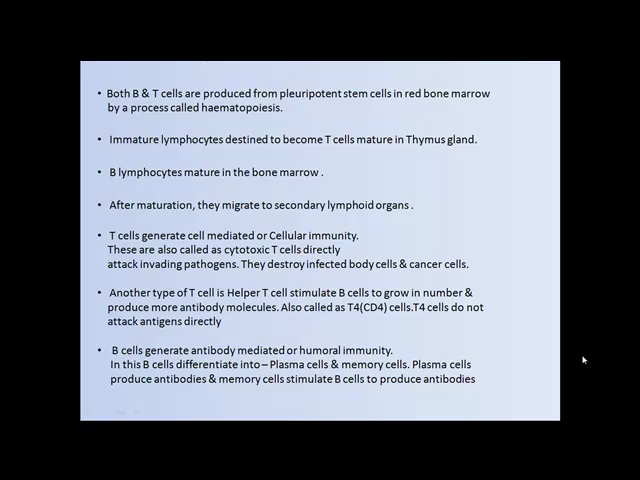 • Both B & T cells are produced from pleuripotent stem cells in red bone marrow
by a process called haematopoiesis.
• Immature lymphocytes destined to become T cells mature in Thymus gland.
• B lymphocytes mature in the bone marrow .
• After maturation, they migrate to secondary lymphoid organs .
• T cells generate cell mediated or Cellular immunity.
These are also called as cytotoxic T cells directly
attack invading pathogens. They destroy infected body cells & cancer cells.
• Another type of T cell is Helper T cell stimulate B cells to grow in number &
produce more antibody molecules. Also called as T4(CD4) cells.T4 cells do not
attack antigens directly
• B cells generate antibody mediated or humoral immunity.
In this B cells differentiate into – Plasma cells & memory cells. Plasma cells
produce antibodies & memory cells stimulate B cells to produce antibodies